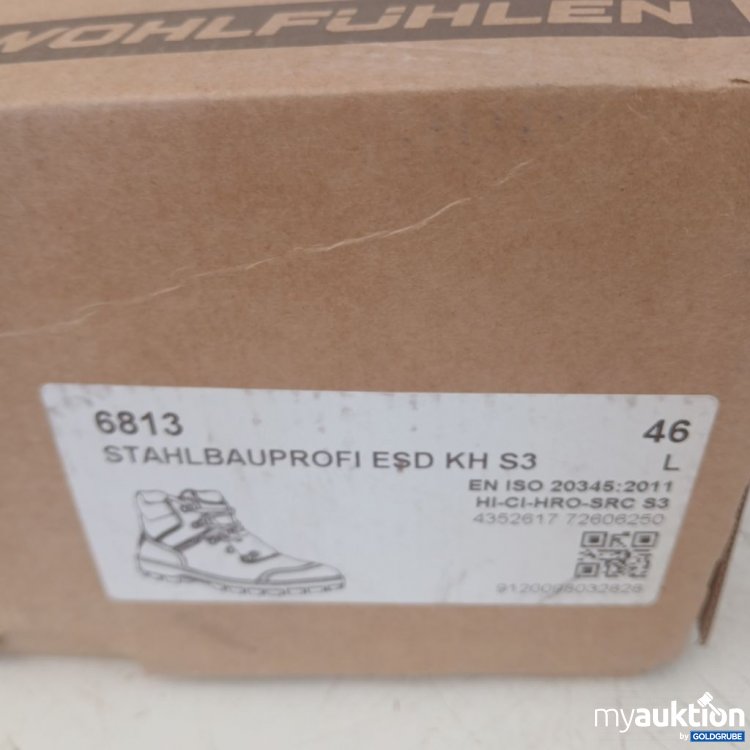 WOHLFÜHLEN
6813
46
STAHLBAUPROFI ESD KH S3
L
EN ISO 20345:2011
HI-CI-HRO-SRC S3
4352617 72606250
9120098032828
myauktion
by GOLDGRUBE